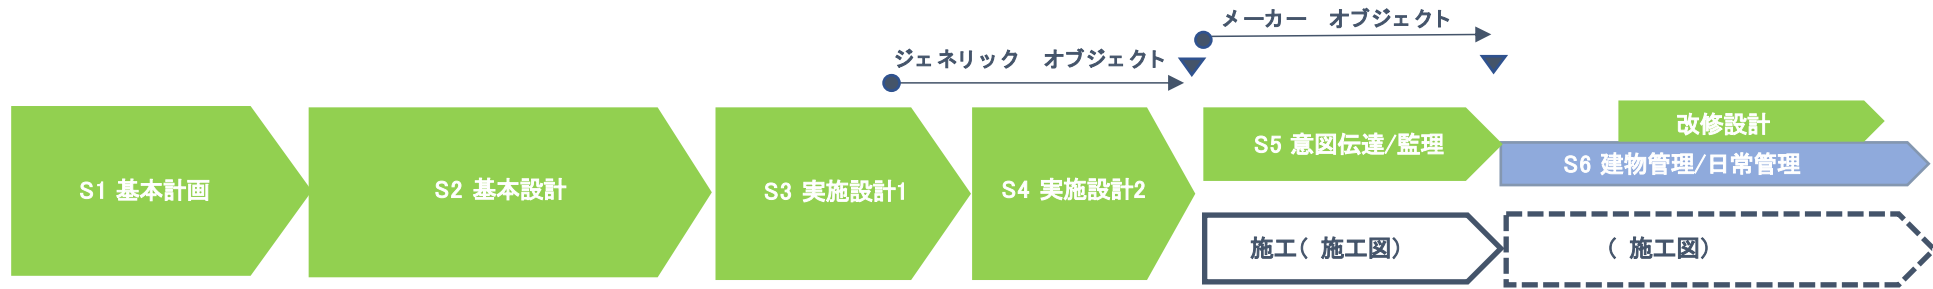 メーカー　オブジェクト
ジェネリック　オブジェクト
S1 基本計画
S2 基本設計
S3 実施設計1
S4 実施設計2
S5 意図伝達/監理
改修設計
S6 建物管理/日常管理
施工( 施工図)
( 施工図)